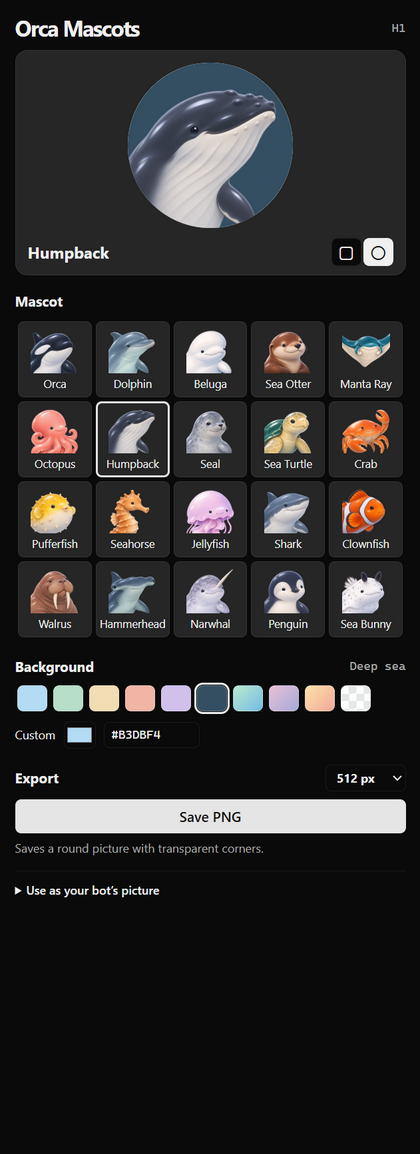 Orca Mascots
H1
Humpback
Mascot
Orca
Dolphin
Beluga
Sea Otter
Manta Ray
Octopus
Humpback
Seal
Sea Turtle
Crab
Pufferfish
Seahorse
Jellyfish
Shark
Clownfish
Walrus
Hammerhead
Narwhal
Penguin
Sea Bunny
Background
Deep sea
Custom
#B3DBF4
Export
512 px
Save PNG
Saves a round picture with transparent corners.
Use as your bot’s picture